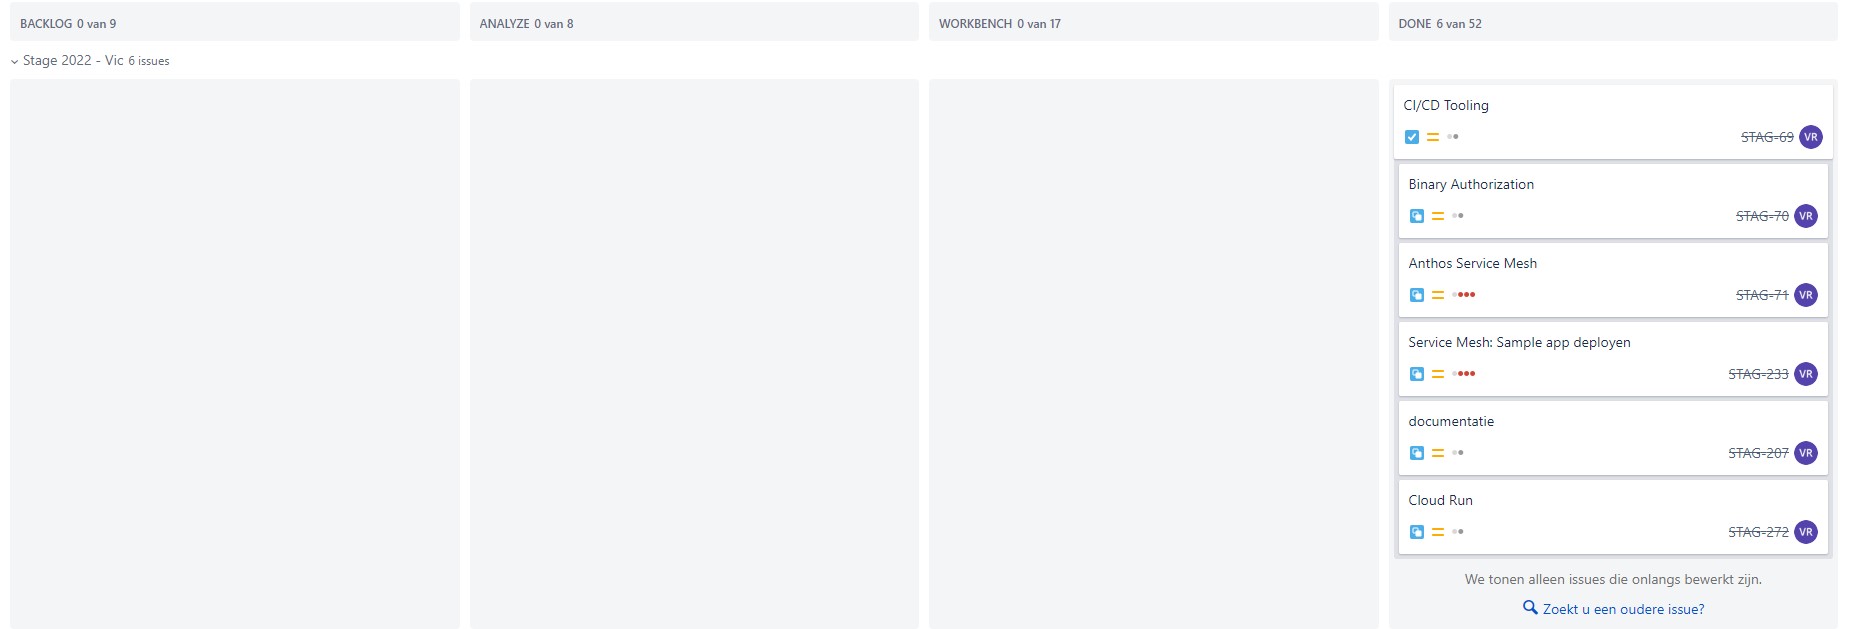 BACKLOG 0 van 9
ANALYZE 0 van 8
WORKBENCH 0 van 17
DONE 6 van 52
Stage 2022 - Vic 6 issues
CI/CD Tooling
STAG-69 VR
Binary Authorization
STAG-70 VR
Anthos Service Mesh
STAG-71 VR
Service Mesh: Sample app deployen
STAG-233 VR
documentatie
STAG-207 VR
Cloud Run
STAG-272 VR
We tonen alleen issues die onlangs bewerkt zijn.
Zoekt u een oudere issue?